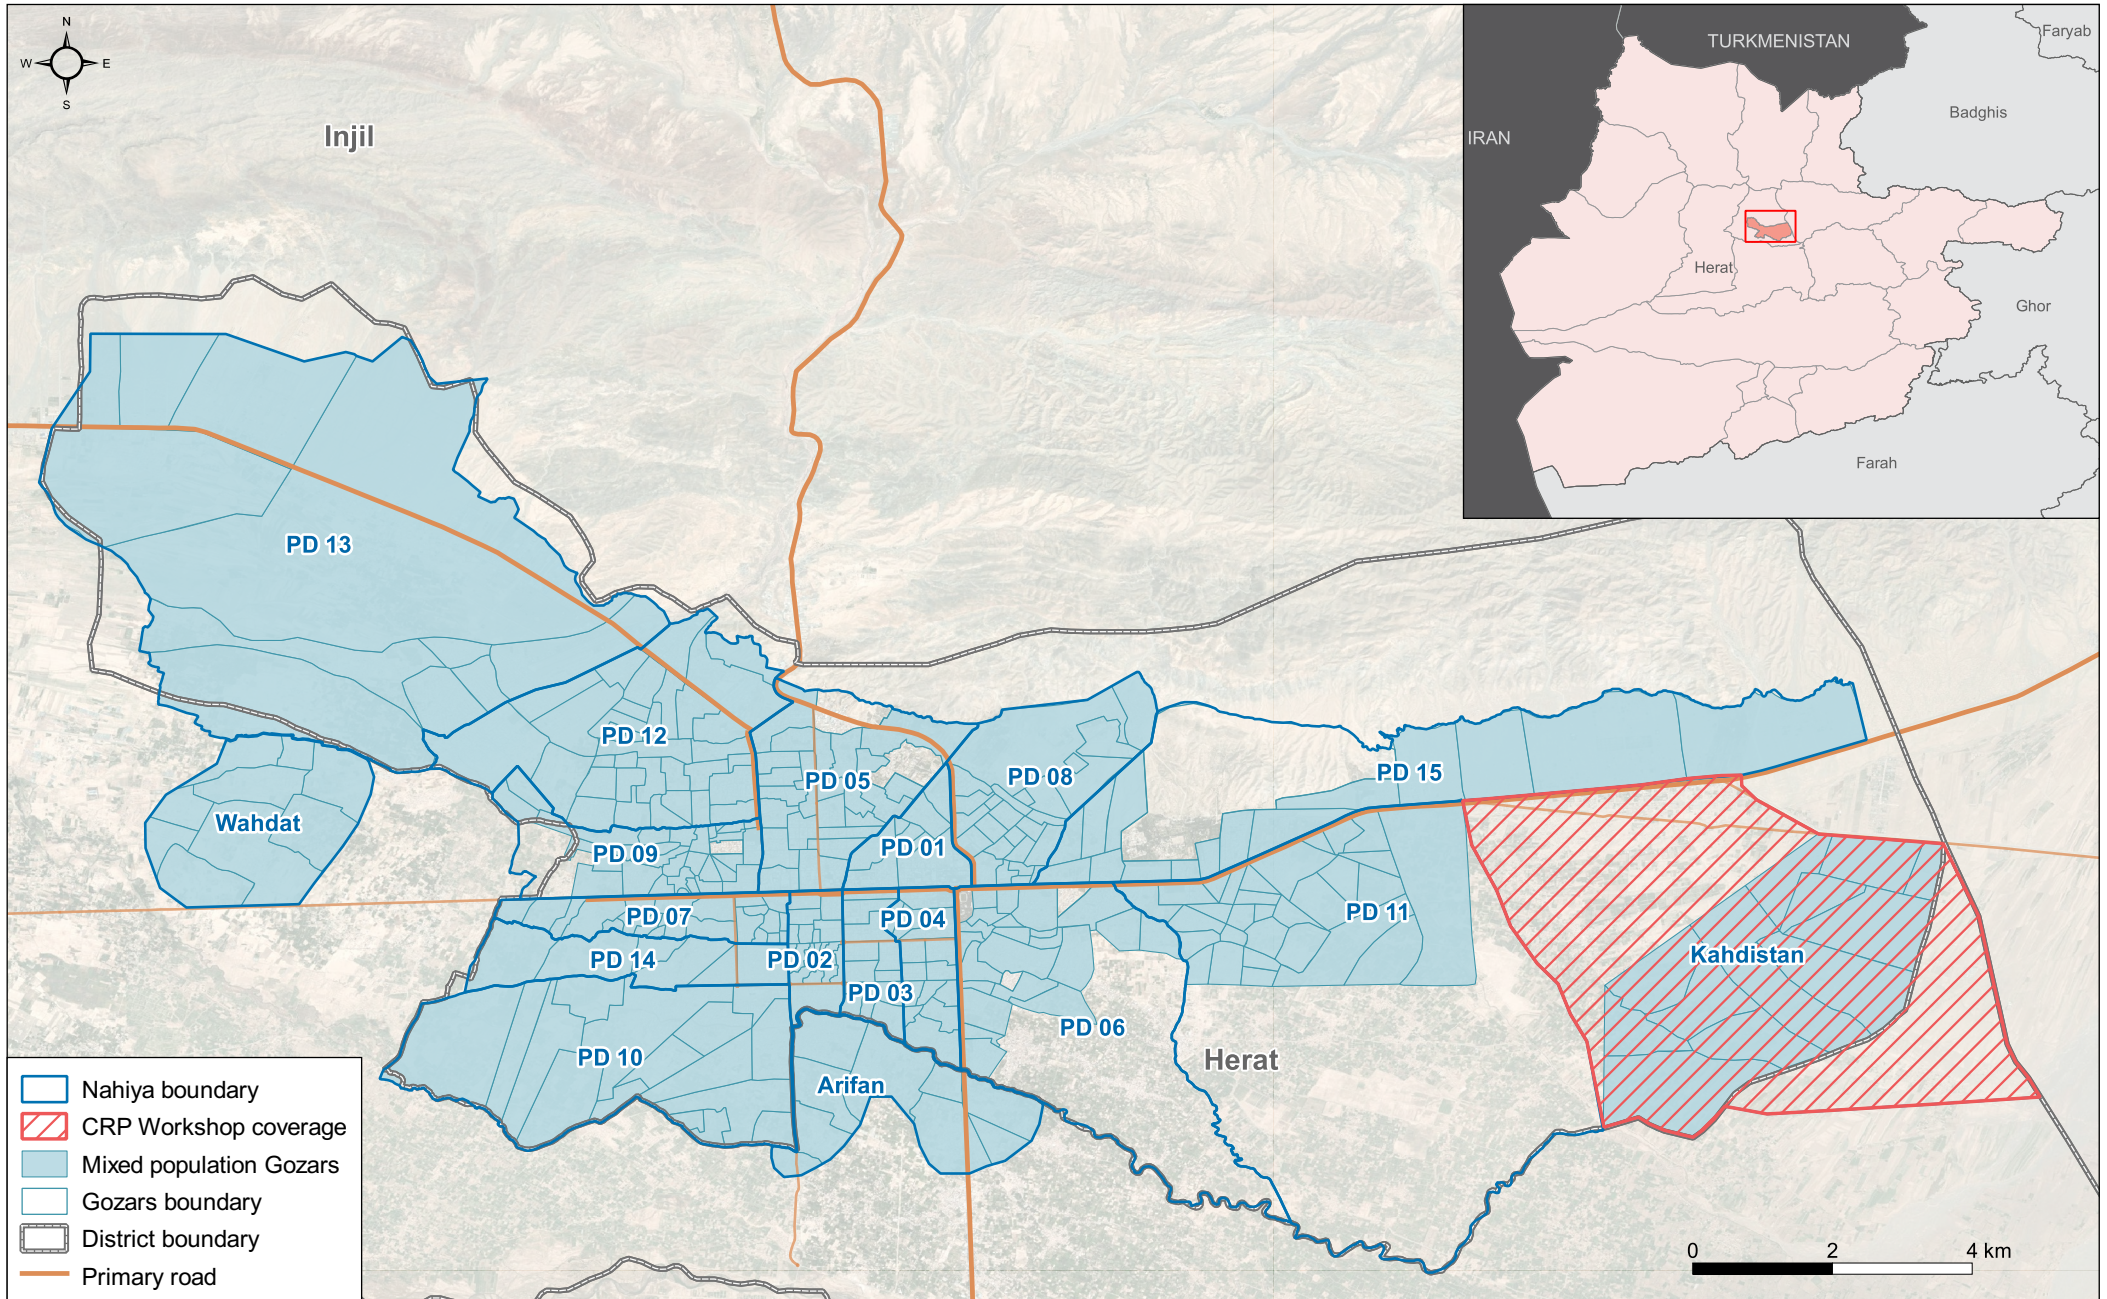 N
W
E
S
Injil
TURKMENISTAN
Faryab
Badghis
IRAN
Herat
Ghor
Farah
PD 13
PD 12
PD 05
PD 08
PD 15
Wahdat
PD 09
PD 01
PD 07
PD 04
PD 11
PD 14
PD 02
Kahdistan
PD 03
PD 06
PD 10
Herat
Arifan
Nahiya boundary
CRP Workshop coverage
Mixed population Gozars
Gozars boundary
District boundary
Primary road
0 2 4 km